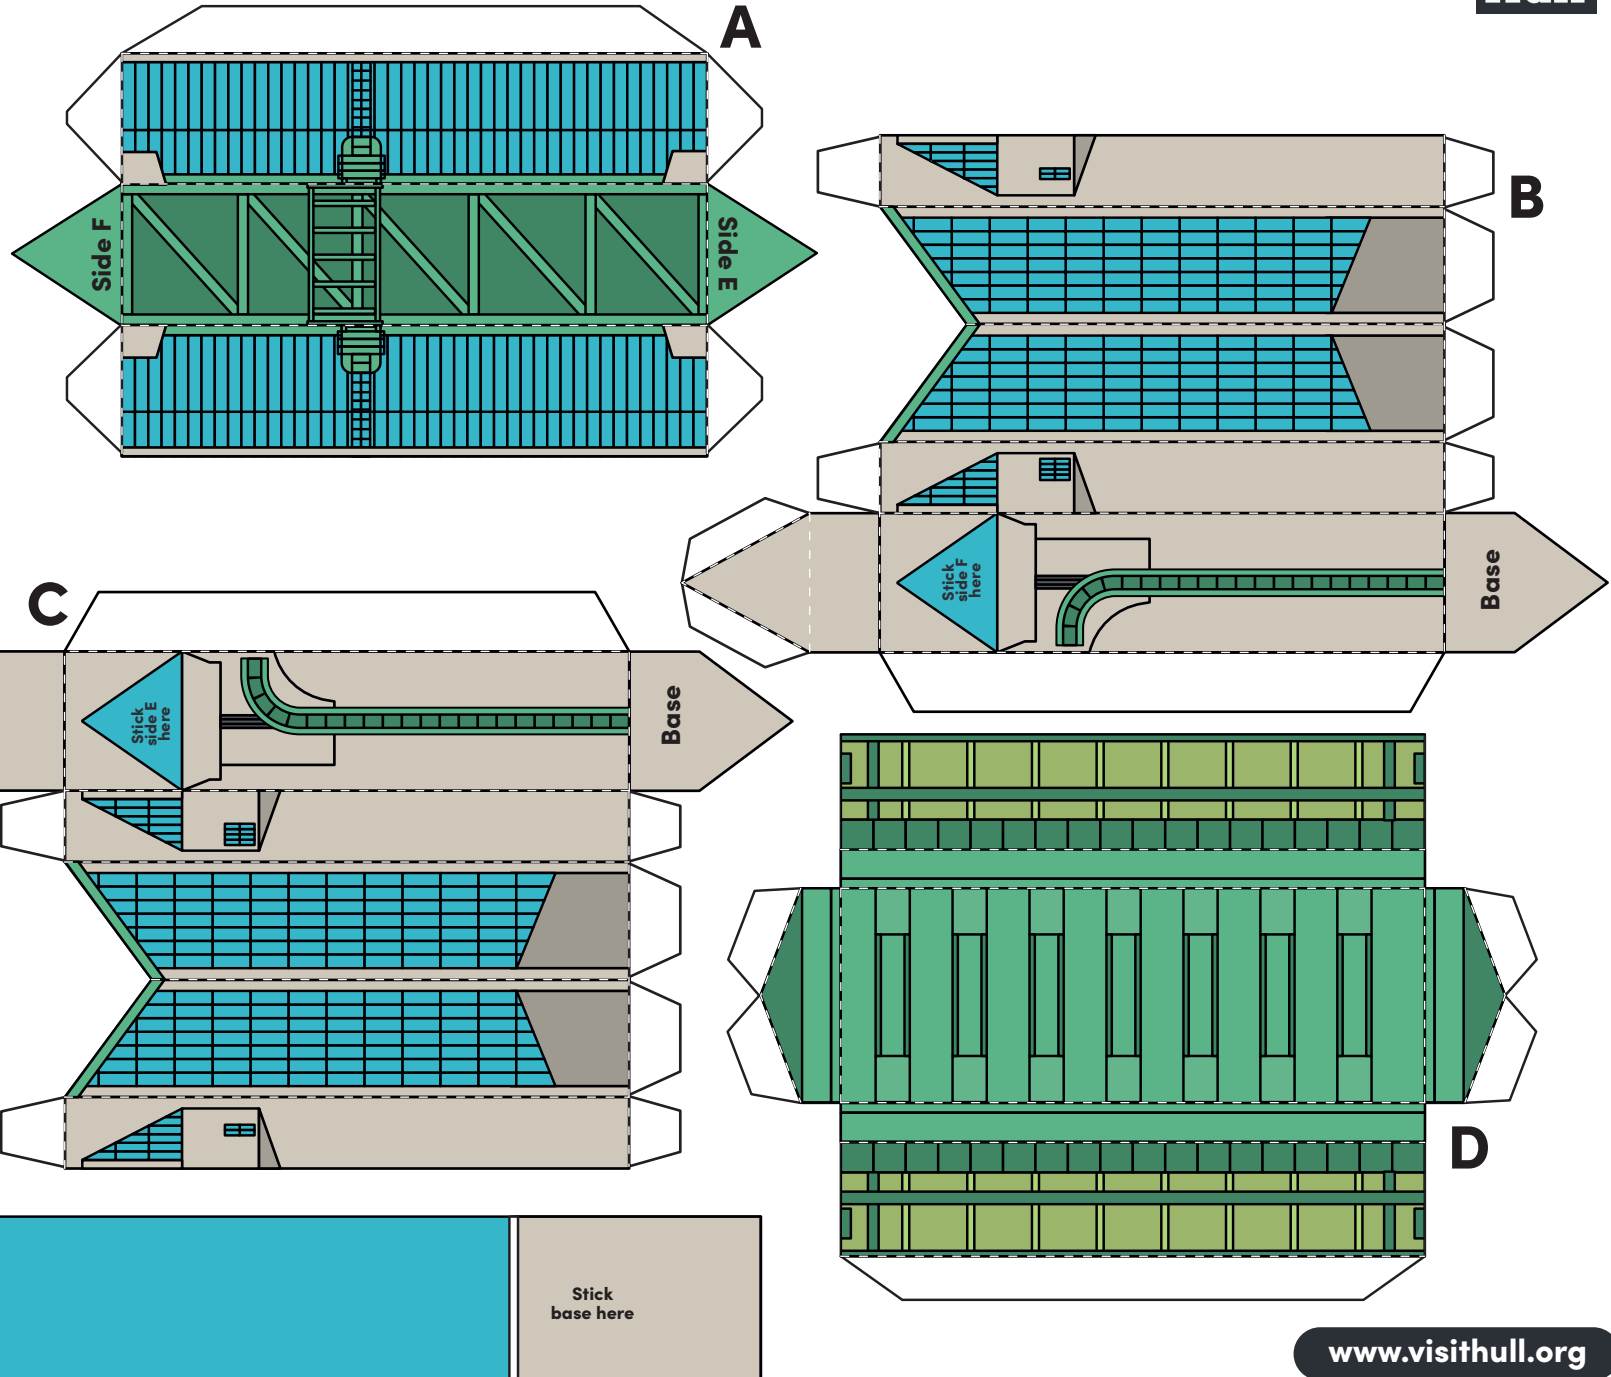 A
Side F
Side E
B
Stick
side F
here
Base
C
Stick
side E
here
Base
D
Stick
base here
www.visithull.org